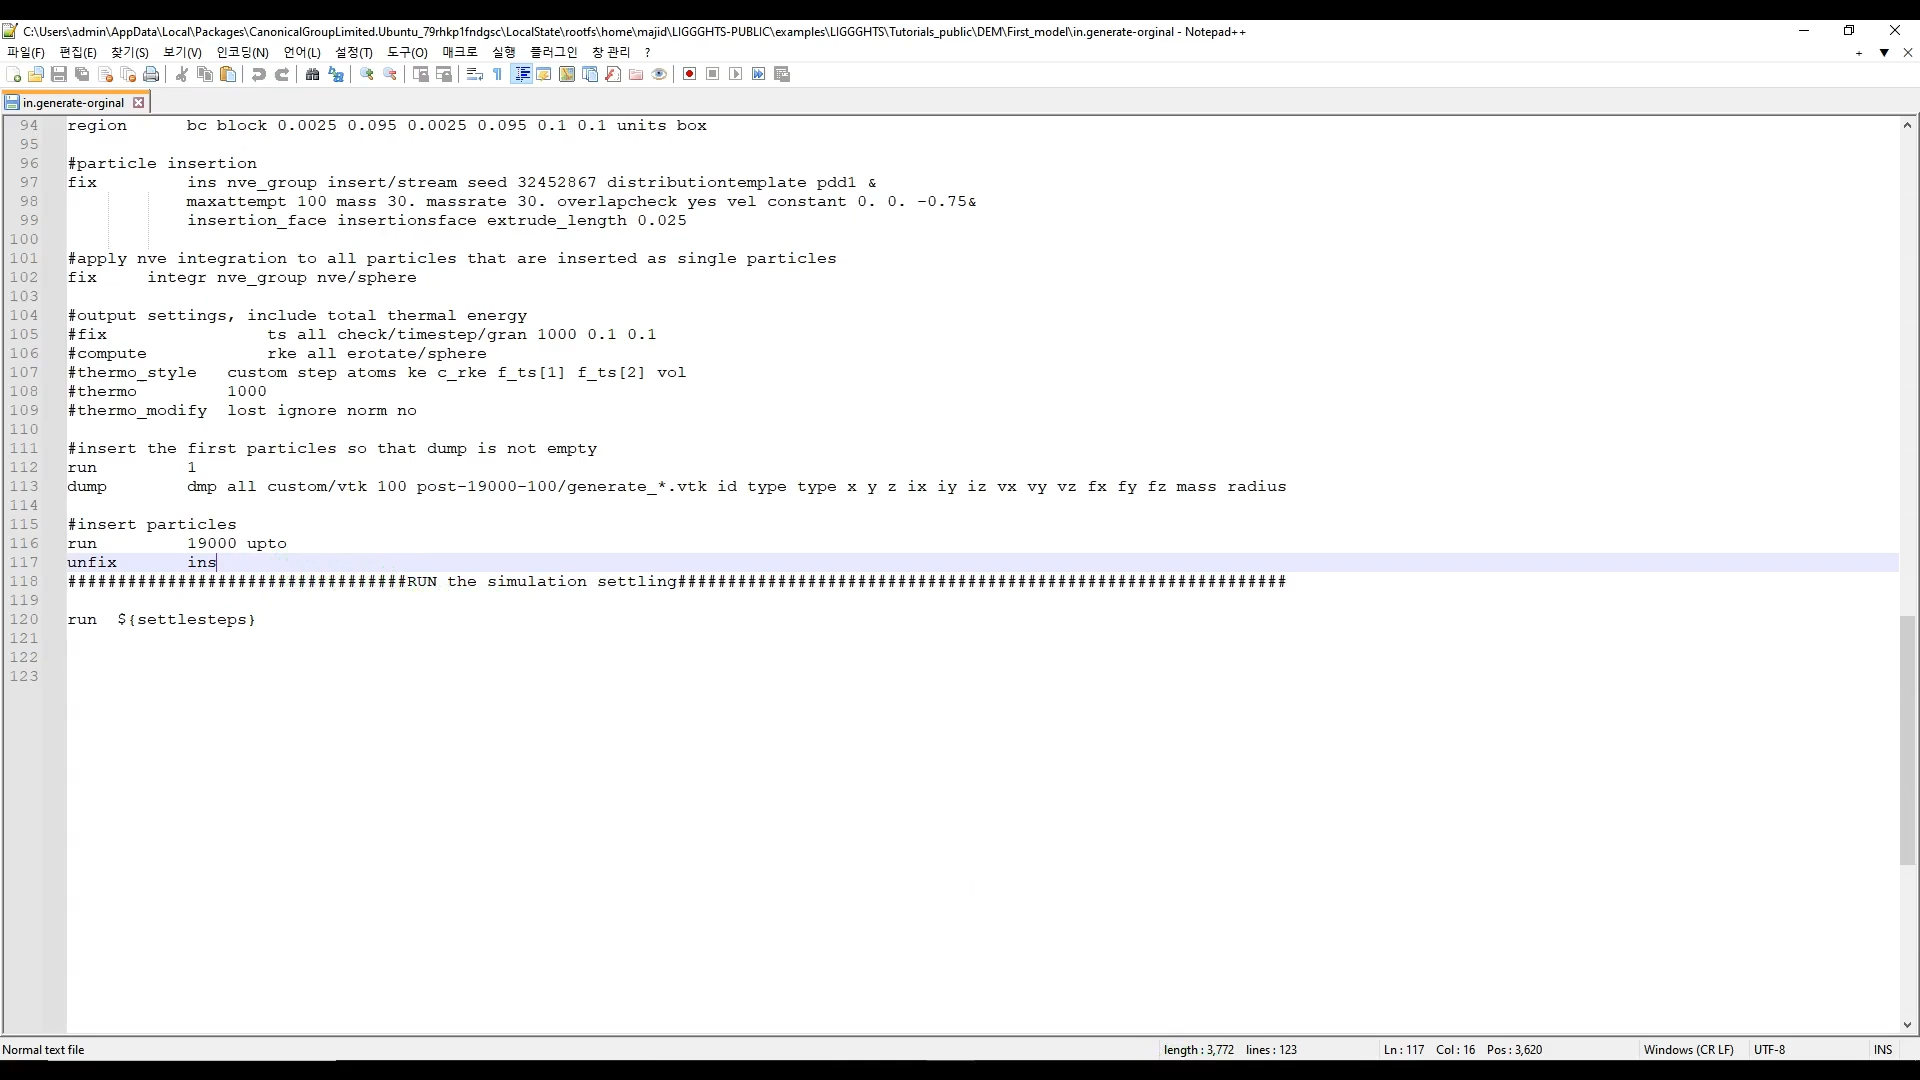 C:\Users\admin\AppData\Local\Packages\CanonicalGroupLimited.Ubuntu_79rhkp1fndgsc\LocalState\rootfs\home\majid\LIGGGHTS-PUBLIC\examples\LIGGGHTS\Tutorials_public\DEM\First_model\in.generate-orginal - Notepad++
파일(F) 편집(E) 찾기(S) 보기(V) 인코딩(N) 언어(L) 설정(T) 도구(O) 매크로 실행 플러그인 창 관리 ?
in.generate-orginal
94 region bc block 0.0025 0.095 0.0025 0.095 0.1 0.1 units box
95
96 #particle insertion
97 fix ins nve_group insert/stream seed 32452867 distributiontemplate pdd1 &
98 maxattempt 100 mass 30. massrate 30. overlapcheck yes vel constant 0. 0. -0.75&
99 insertion_face insertionsface extrude_length 0.025
100
101 #apply nve integration to all particles that are inserted as single particles
102 fix integr nve_group nve/sphere
103
104 #output settings, include total thermal energy
105 #fix ts all check/timestep/gran 1000 0.1 0.1
106 #compute rke all erotate/sphere
107 #thermo_style custom step atoms ke c_rke f_ts[1] f_ts[2] vol
108 #thermo 1000
109 #thermo_modify lost ignore norm no
110
111 #insert the first particles so that dump is not empty
112 run 1
113 dump dmp all custom/vtk 100 post-19000-100/generate_*.vtk id type type x y z ix iy iz vx vy vz fx fy fz mass radius
114
115 #insert particles
116 run 19000 upto
117 unfix ins
118 ##################################RUN the simulation settling#############################################################
119
120 run ${settlesteps}
121
122
123
Normal text file length : 3,772 lines : 123 Ln : 117 Col : 16 Pos : 3,620 Windows (CR LF) UTF-8 INS